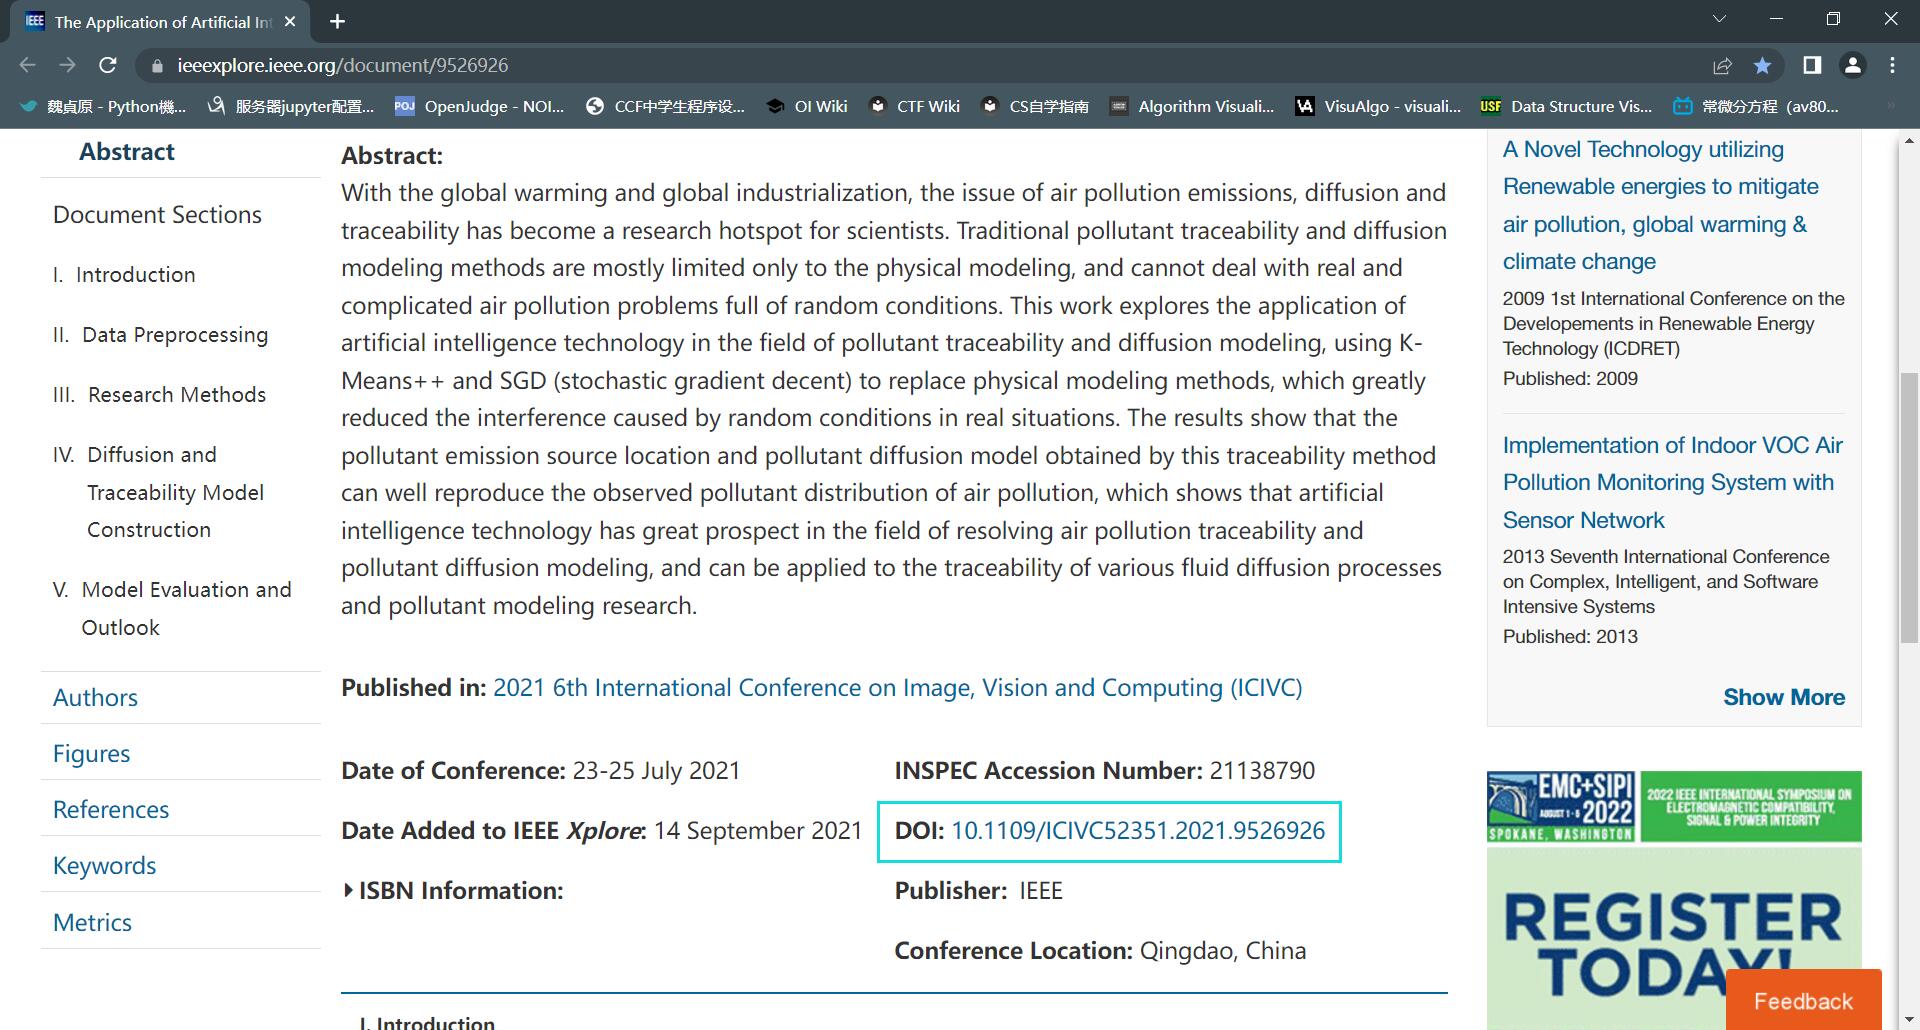 The Application of Artificial Int
ieeexplore.ieee.org/document/9526926
魏貞原 - Python機...
服务器jupyter配置...
OpenJudge - NOI...
CCF中学生程序设...
OI Wiki
CTF Wiki
CS自学指南
Algorithm Visuali...
VisuAlgo - visuali...
Data Structure Vis...
常微分方程（av80...
Abstract
Document Sections
I. Introduction
II. Data Preprocessing
III. Research Methods
IV. Diffusion and
Traceability Model
Construction
V. Model Evaluation and
Outlook
Authors
Figures
References
Keywords
Metrics
Abstract:
With the global warming and global industrialization, the issue of air pollution emissions, diffusion and
traceability has become a research hotspot for scientists. Traditional pollutant traceability and diffusion
modeling methods are mostly limited only to the physical modeling, and cannot deal with real and
complicated air pollution problems full of random conditions. This work explores the application of
artificial intelligence technology in the field of pollutant traceability and diffusion modeling, using K-
Means++ and SGD (stochastic gradient decent) to replace physical modeling methods, which greatly
reduced the interference caused by random conditions in real situations. The results show that the
pollutant emission source location and pollutant diffusion model obtained by this traceability method
can well reproduce the observed pollutant distribution of air pollution, which shows that artificial
intelligence technology has great prospect in the field of resolving air pollution traceability and
pollutant diffusion modeling, and can be applied to the traceability of various fluid diffusion processes
and pollutant modeling research.
Published in: 2021 6th International Conference on Image, Vision and Computing (ICIVC)
Date of Conference: 23-25 July 2021
INSPEC Accession Number: 21138790
Date Added to IEEE Xplore: 14 September 2021
DOI: 10.1109/ICIVC52351.2021.9526926
ISBN Information:
Publisher: IEEE
Conference Location: Qingdao, China
I. Introduction
A Novel Technology utilizing
Renewable energies to mitigate
air pollution, global warming &
climate change
2009 1st International Conference on the
Developements in Renewable Energy
Technology (ICDRET)
Published: 2009
Implementation of Indoor VOC Air
Pollution Monitoring System with
Sensor Network
2013 Seventh International Conference
on Complex, Intelligent, and Software
Intensive Systems
Published: 2013
Show More
EMC+SIPI
AUGUST 1 - 5 2022
SPOKANE, WASHINGTON
2022 IEEE INTERNATIONAL SYMPOSIUM ON
ELECTROMAGNETIC COMPATIBILITY,
SIGNAL & POWER INTEGRITY
REGISTER
TODAY!
Feedback